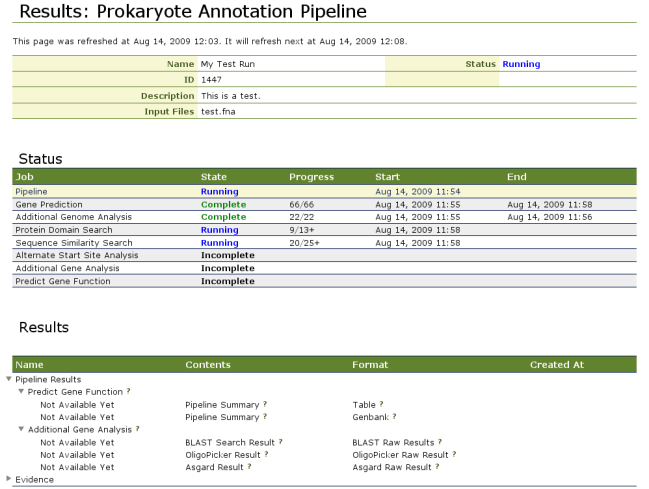 Results: Prokaryote Annotation Pipeline
This page was refreshed at Aug 14, 2009 12:03. It will refresh next at Aug 14, 2009 12:08.
Name My Test Run Status Running
ID 1447
Description This is a test.
Input Files test.fna
Status
Job State Progress Start End
Pipeline Running Aug 14, 2009 11:54
Gene Prediction Complete 66/66 Aug 14, 2009 11:55 Aug 14, 2009 11:58
Additional Genome Analysis Complete 22/22 Aug 14, 2009 11:55 Aug 14, 2009 11:56
Protein Domain Search Running 9/13+ Aug 14, 2009 11:58
Sequence Similarity Search Running 20/25+ Aug 14, 2009 11:58
Alternate Start Site Analysis Incomplete
Additional Gene Analysis Incomplete
Predict Gene Function Incomplete
Results
Name Contents Format Created At
Pipeline Results
Predict Gene Function ?
Not Available Yet Pipeline Summary ? Table ?
Not Available Yet Pipeline Summary ? Genbank ?
Additional Gene Analysis ?
Not Available Yet BLAST Search Result ? BLAST Raw Results ?
Not Available Yet OligoPicker Result ? OligoPicker Raw Result ?
Not Available Yet Asgard Result ? Asgard Raw Result ?
Evidence